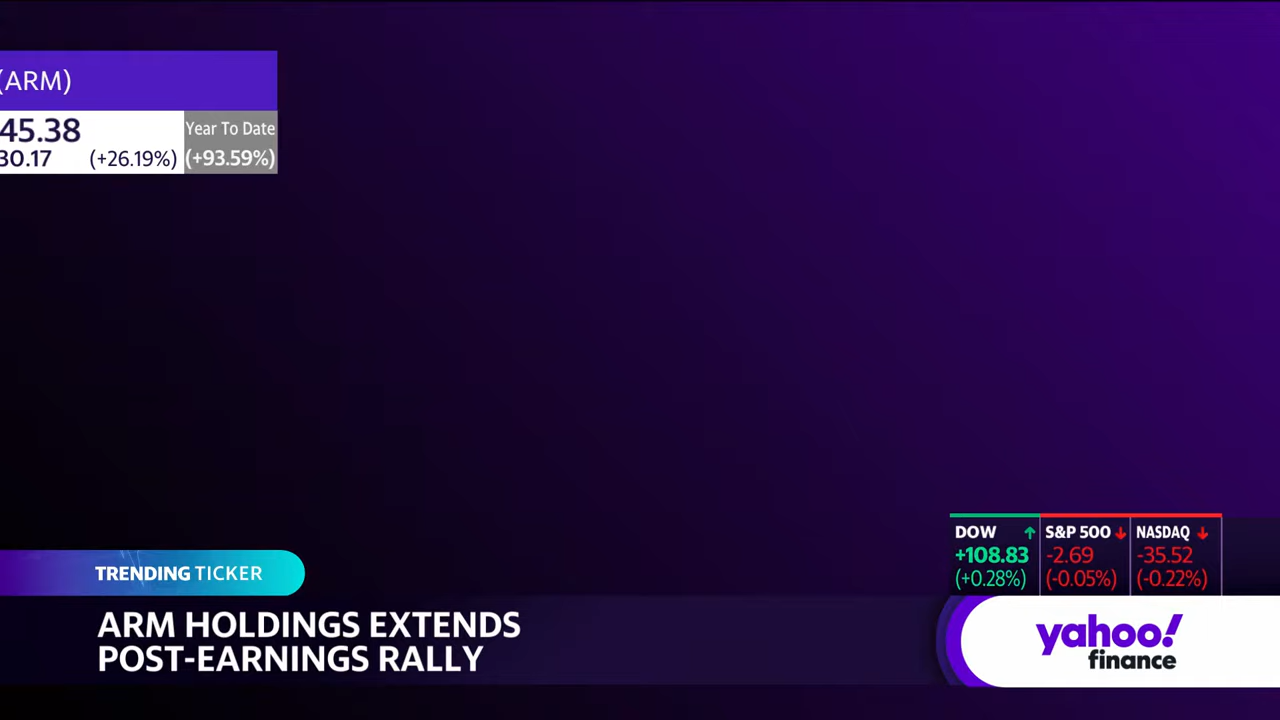 (ARM)
45.38
30.17 (+26.19%)
Year To Date
(+93.59%)
DOW
+108.83
(+0.28%)
S&P 500
-2.69
(-0.05%)
NASDAQ
-35.52
(-0.22%)
TRENDING TICKER
ARM HOLDINGS EXTENDS
POST-EARNINGS RALLY
yahoo!
finance